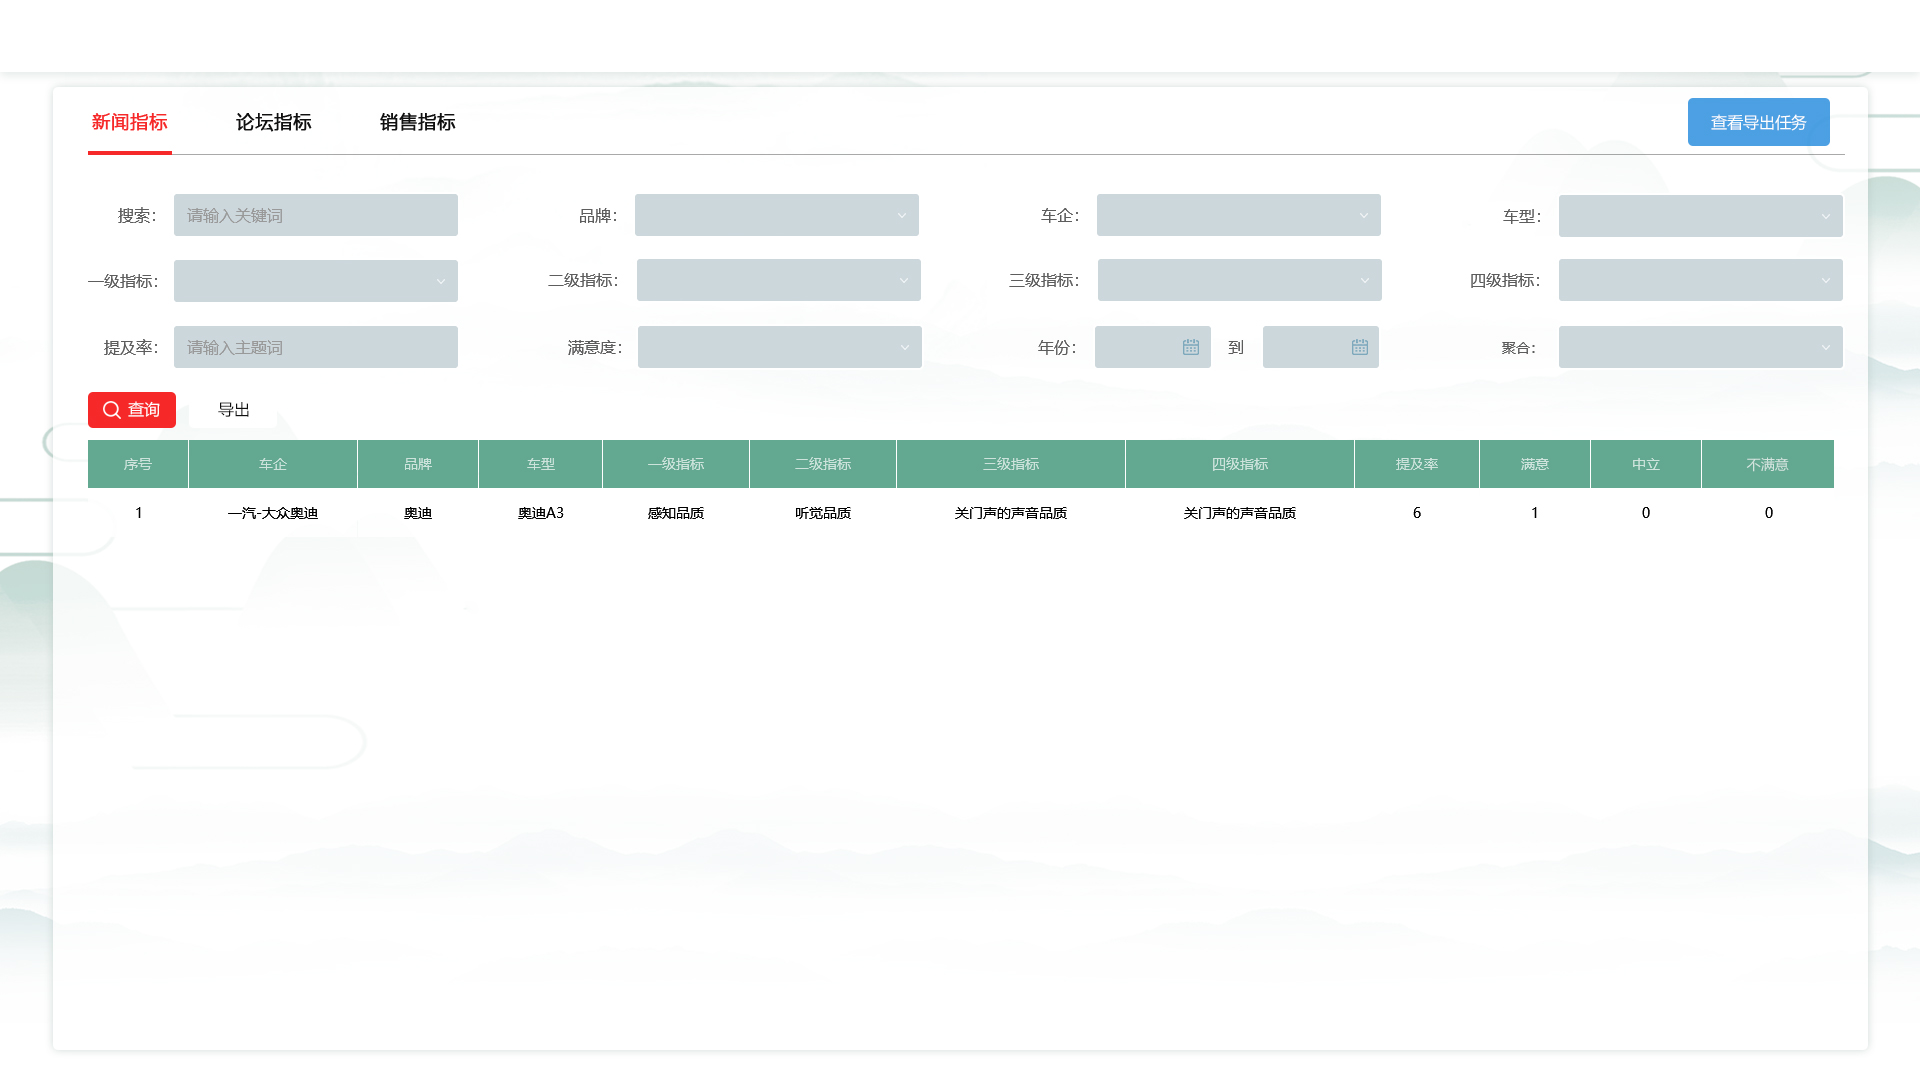 新闻指标 论坛指标 销售指标 查看导出任务
搜索： 请输入关键词 品牌： 车企： 车型：
一级指标： 二级指标： 三级指标： 四级指标：
提及率： 请输入主题词 满意度： 年份： 到 聚合：
查询 导出
序号 车企 品牌 车型 一级指标 二级指标 三级指标 四级指标 提及率 满意 中立 不满意
1 一汽-大众奥迪 奥迪 奥迪A3 感知品质 听觉品质 关门声的声音品质 关门声的声音品质 6 1 0 0